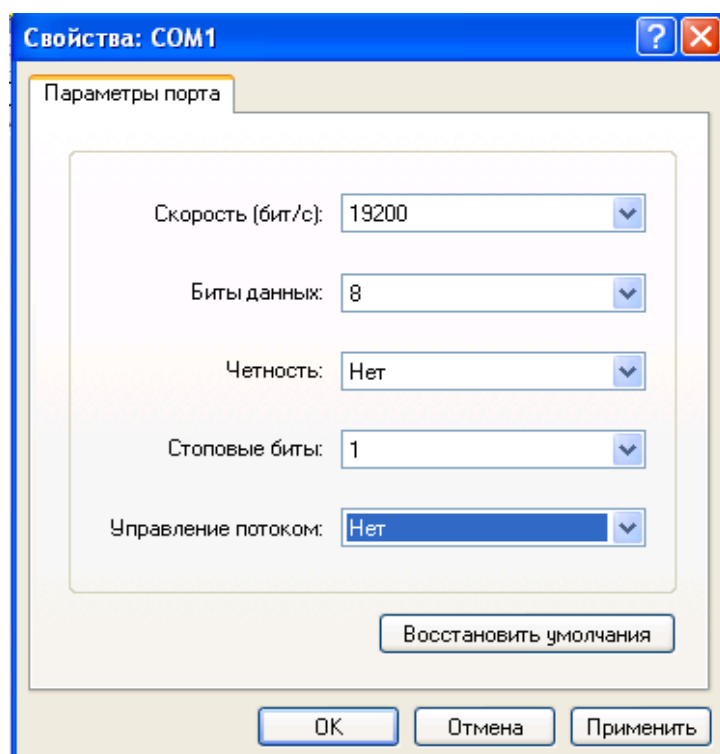 Свойства: COM1
Параметры порта
Скорость (бит/с): 19200
Биты данных: 8
Четность: Нет
Стоповые биты: 1
Управление потоком: Нет
Восстановить умолчания
OK Отмена Применить